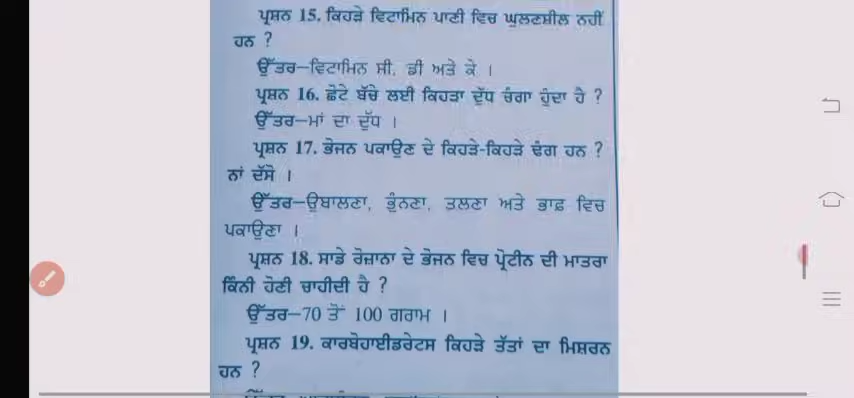 ਪ੍ਰਸ਼ਨ 15. ਕਿਹੜੇ ਵਿਟਾਮਿਨ ਪਾਣੀ ਵਿਚ ਘੁਲਣਸ਼ੀਲ ਨਹੀਂ
ਹਨ ?
ਉੱਤਰ—ਵਿਟਾਮਿਨ ਸੀ, ਡੀ ਅਤੇ ਕੇ ।
ਪ੍ਰਸ਼ਨ 16. ਛੋਟੇ ਬੱਚੇ ਲਈ ਕਿਹੜਾ ਦੁੱਧ ਚੰਗਾ ਹੁੰਦਾ ਹੈ ?
ਉੱਤਰ—ਮਾਂ ਦਾ ਦੁੱਧ ।
ਪ੍ਰਸ਼ਨ 17. ਭੋਜਨ ਪਕਾਉਣ ਦੇ ਕਿਹੜੇ-ਕਿਹੜੇ ਢੰਗ ਹਨ ?
ਨਾਂ ਦੱਸੋ ।
ਉੱਤਰ—ਉਬਾਲਣਾ, ਭੁੰਨਣਾ, ਤਲਣਾ ਅਤੇ ਭਾਫ਼ ਵਿਚ
ਪਕਾਉਣਾ ।
ਪ੍ਰਸ਼ਨ 18. ਸਾਡੇ ਰੋਜ਼ਾਨਾ ਦੇ ਭੋਜਨ ਵਿਚ ਪ੍ਰੋਟੀਨ ਦੀ ਮਾਤਰਾ
ਕਿੰਨੀ ਹੋਣੀ ਚਾਹੀਦੀ ਹੈ ?
ਉੱਤਰ—70 ਤੋਂ 100 ਗਰਾਮ ।
ਪ੍ਰਸ਼ਨ 19. ਕਾਰਬੋਹਾਈਡਰੇਟਸ ਕਿਹੜੇ ਤੱਤਾਂ ਦਾ ਮਿਸ਼ਰਨ
ਹਨ ?